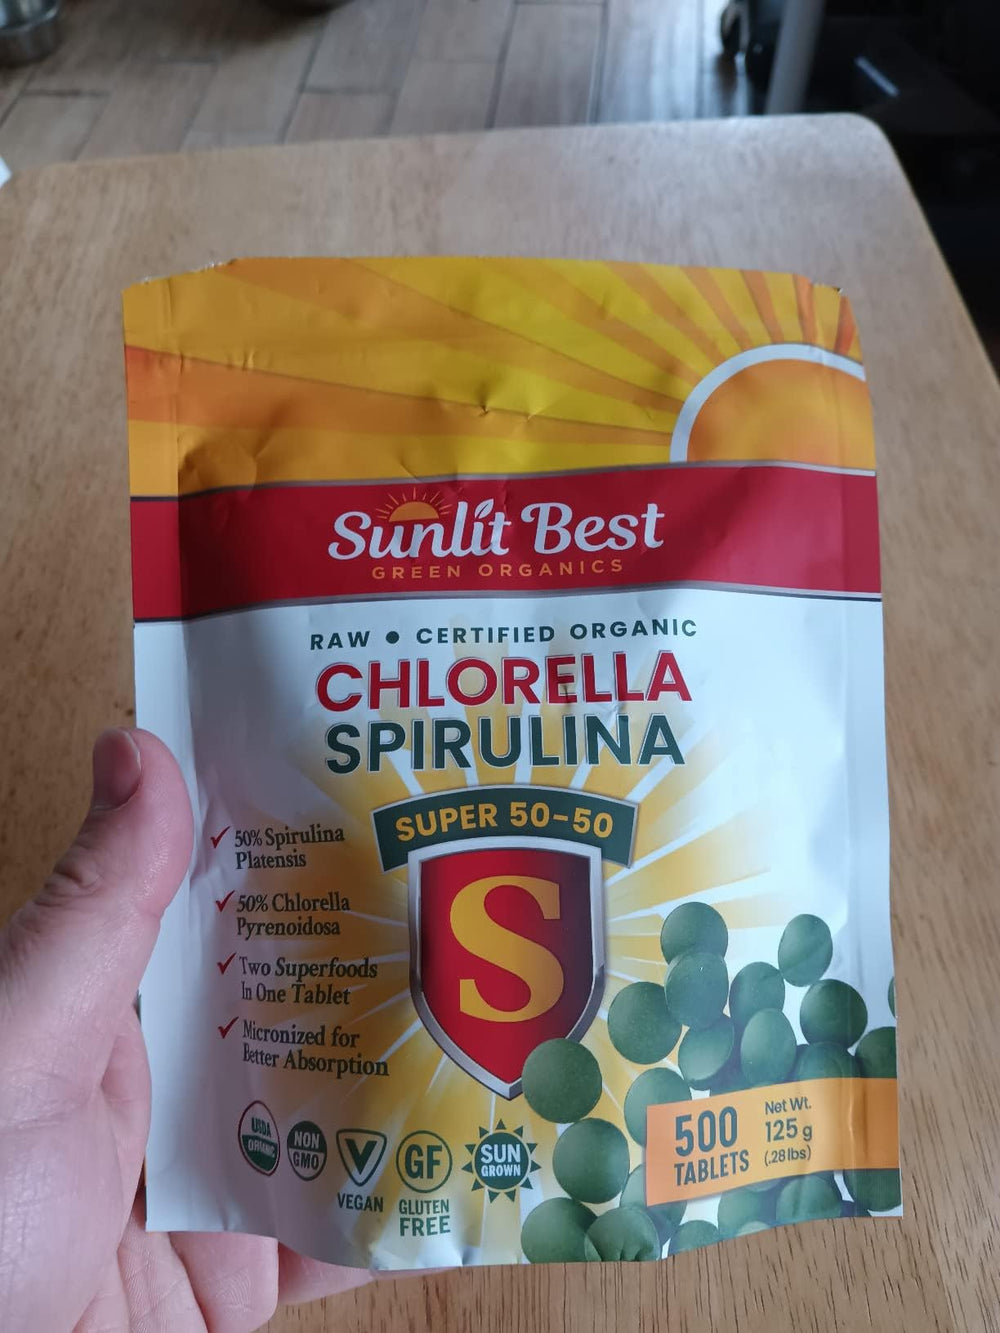 Sunlit Best
GREEN ORGANICS
RAW • CERTIFIED ORGANIC
CHLORELLA
SPIRULINA
SUPER 50-50
S
50% Spirulina
Platensis
50% Chlorella
Pyrenoidosa
Two Superfoods
In One Tablet
Micronized for
Better Absorption
USDA
ORGANIC
NON
GMO
V
VEGAN
GF
GLUTEN
FREE
SUN
GROWN
500
TABLETS
Net Wt.
125 g
(.28 lbs)